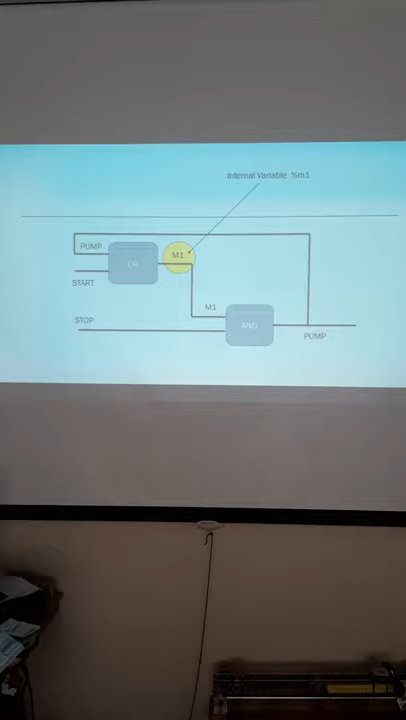 Internal Variable %m1
PUMP
OR
M1
START
M1
STOP
AND
PUMP